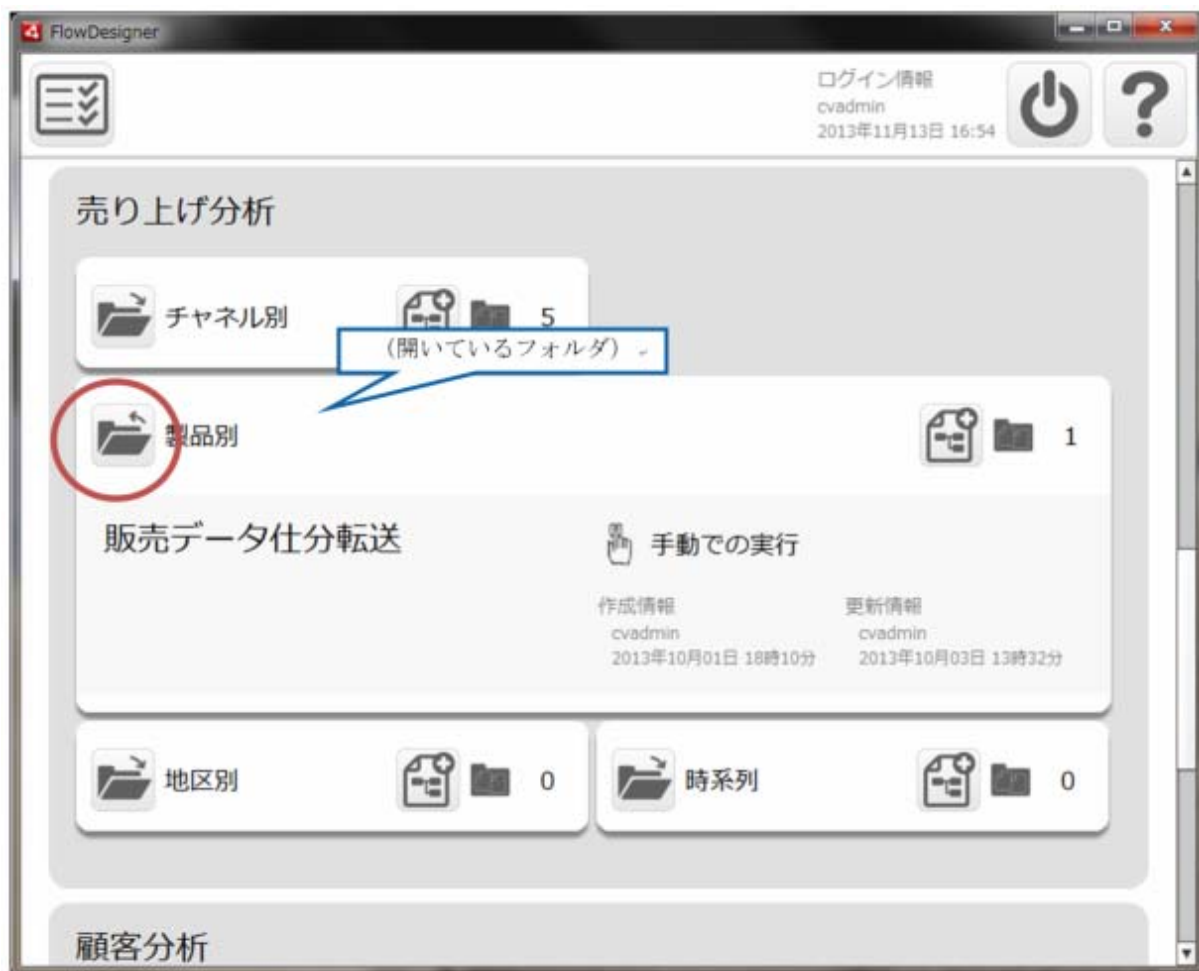 FlowDesigner
ログイン情報
cvadmin
2013年11月13日 16:54
売り上げ分析
チャネル別 5
（開いているフォルダ）
製品別 1
販売データ仕分転送
手動での実行
作成情報 更新情報
cvadmin cvadmin
2013年10月01日 18時10分 2013年10月03日 13時32分
地区別 0 時系列 0
顧客分析